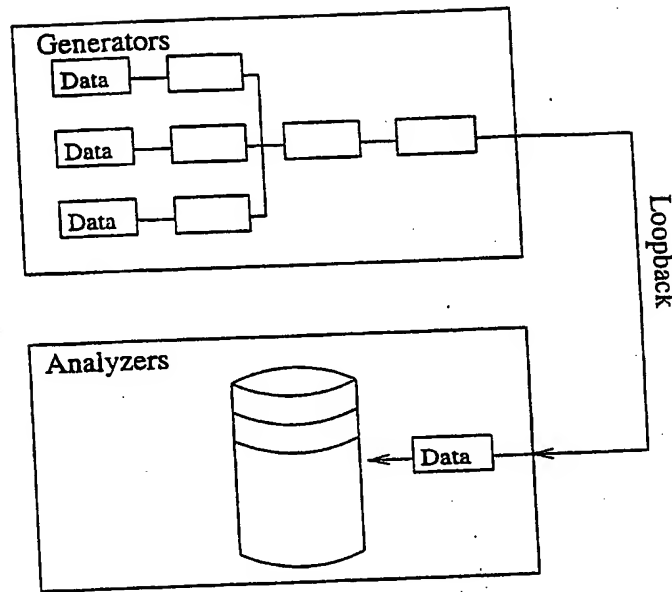 Generators
Data
Data
Data
Loopback
Analyzers
Data